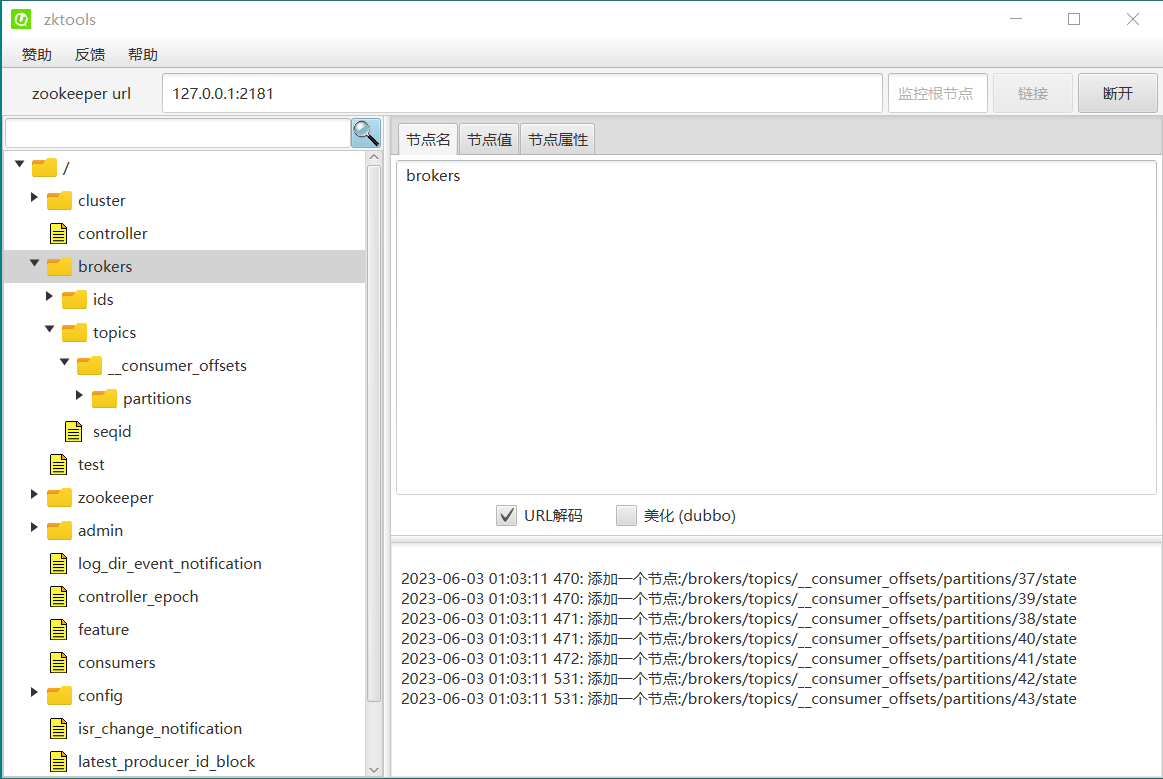 zktools
赞助 反馈 帮助
zookeeper url 127.0.0.1:2181 监控根节点 链接 断开
节点名 节点值 节点属性
/
cluster
controller
brokers
ids
topics
__consumer_offsets
partitions
seqid
test
zookeeper
admin
log_dir_event_notification
controller_epoch
feature
consumers
config
isr_change_notification
latest_producer_id_block
brokers
URL解码 美化 (dubbo)
2023-06-03 01:03:11 470: 添加一个节点:/brokers/topics/__consumer_offsets/partitions/37/state
2023-06-03 01:03:11 470: 添加一个节点:/brokers/topics/__consumer_offsets/partitions/39/state
2023-06-03 01:03:11 471: 添加一个节点:/brokers/topics/__consumer_offsets/partitions/38/state
2023-06-03 01:03:11 471: 添加一个节点:/brokers/topics/__consumer_offsets/partitions/40/state
2023-06-03 01:03:11 472: 添加一个节点:/brokers/topics/__consumer_offsets/partitions/41/state
2023-06-03 01:03:11 531: 添加一个节点:/brokers/topics/__consumer_offsets/partitions/42/state
2023-06-03 01:03:11 531: 添加一个节点:/brokers/topics/__consumer_offsets/partitions/43/state